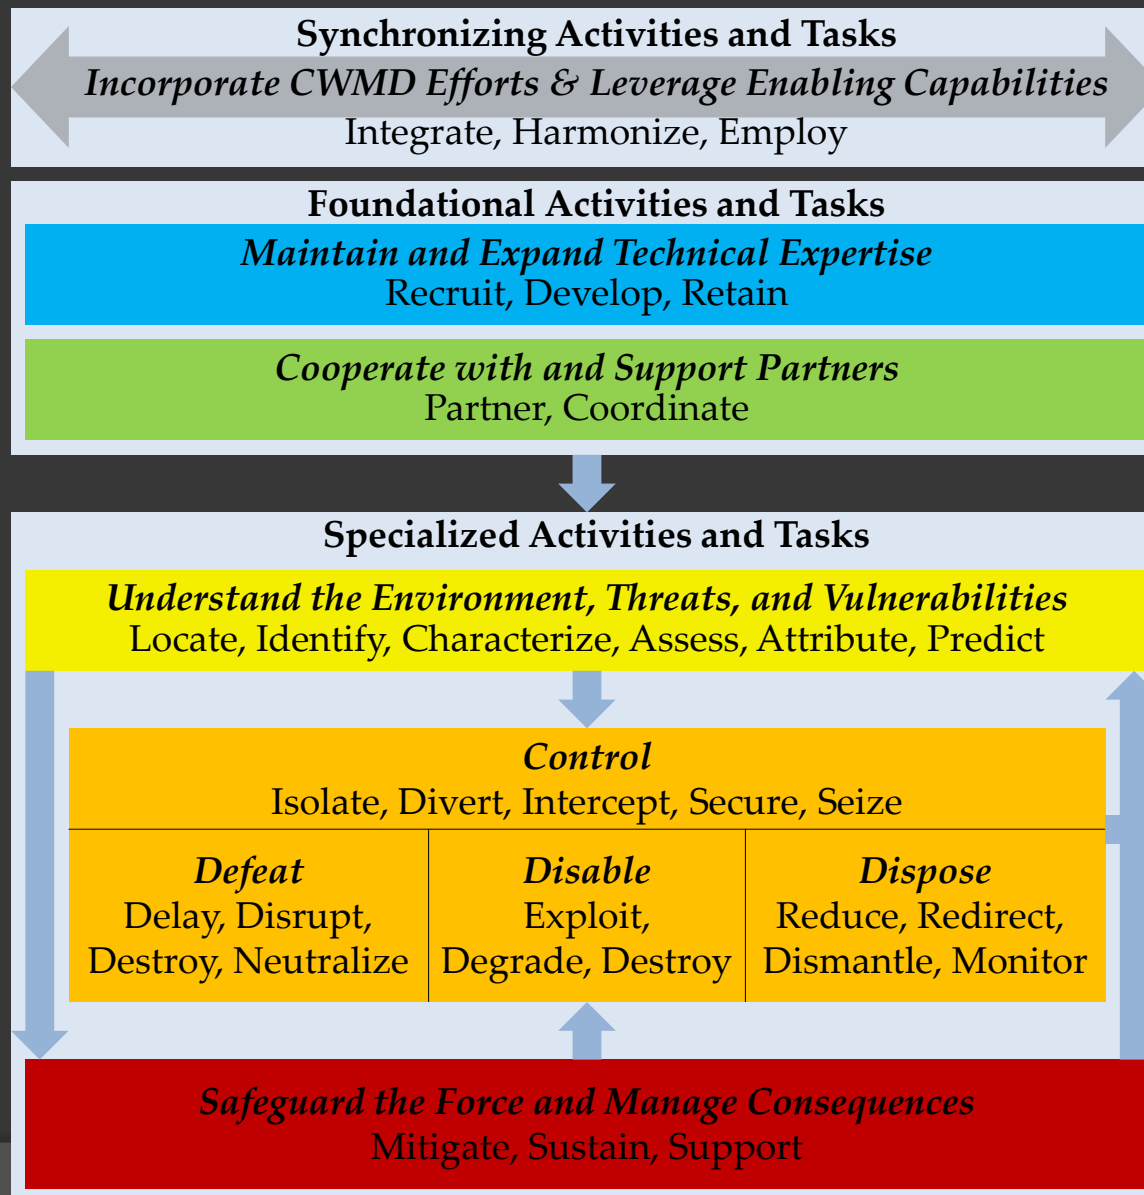 Synchronizing Activities and Tasks
Incorporate CWMD Efforts & Leverage Enabling Capabilities
Integrate, Harmonize, Employ
Foundational Activities and Tasks
Maintain and Expand Technical Expertise
Recruit, Develop, Retain
Cooperate with and Support Partners
Partner, Coordinate
Specialized Activities and Tasks
Understand the Environment, Threats, and Vulnerabilities
Locate, Identify, Characterize, Assess, Attribute, Predict
Control
Isolate, Divert, Intercept, Secure, Seize
Defeat
Delay, Disrupt,
Destroy, Neutralize
Disable
Exploit,
Degrade, Destroy
Dispose
Reduce, Redirect,
Dismantle, Monitor
Safeguard the Force and Manage Consequences
Mitigate, Sustain, Support